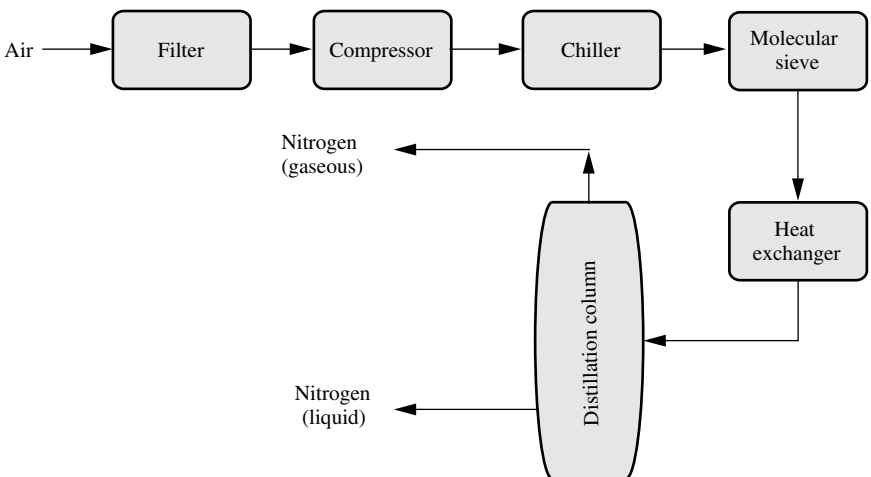 Air
Filter
Compressor
Chiller
Molecular
sieve
Nitrogen
(gaseous)
Heat
exchanger
Distillation column
Nitrogen
(liquid)